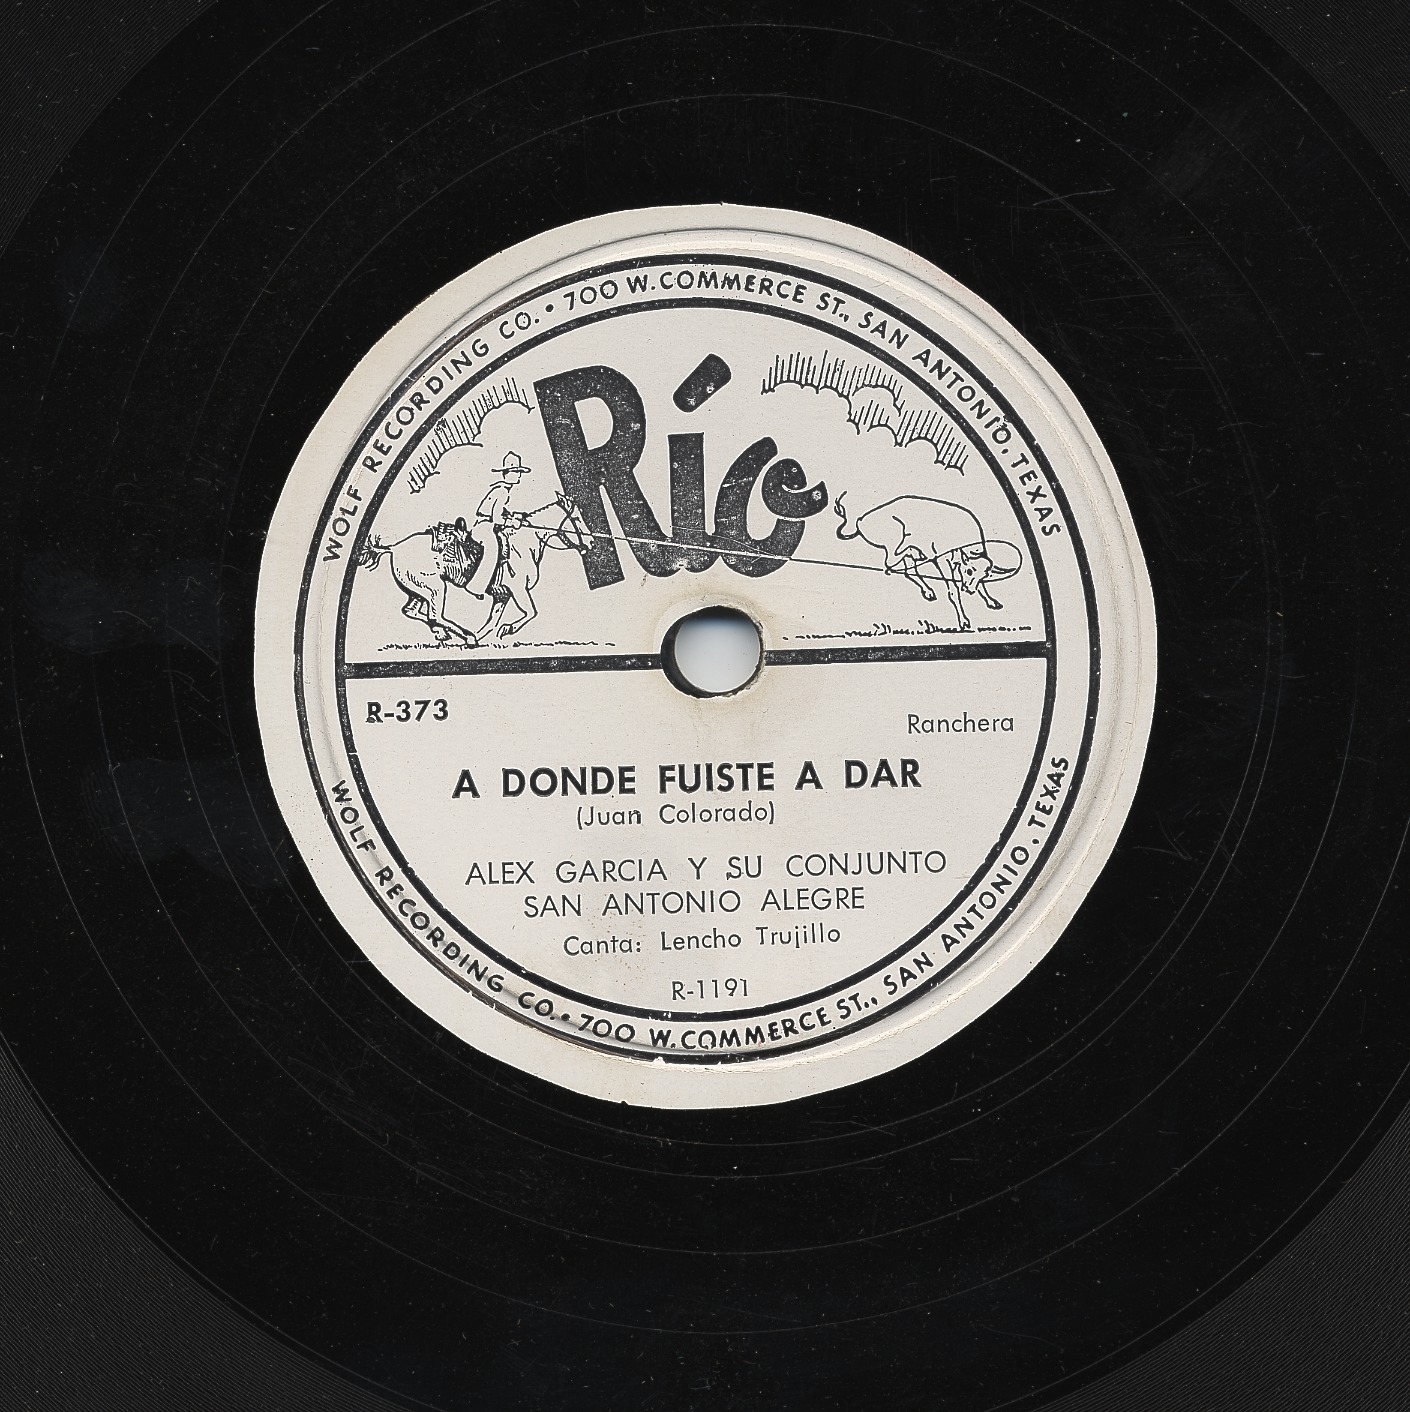 WOLF RECORDING CO. • 700 W. COMMERCE ST., SAN ANTONIO, TEXAS
Río
R-373
Ranchera
A DONDE FUISTE A DAR
(Juan Colorado)
ALEX GARCIA Y SU CONJUNTO
SAN ANTONIO ALEGRE
Canta: Lencho Trujillo
R-1191
WOLF RECORDING CO. • 700 W. COMMERCE ST., SAN ANTONIO, TEXAS